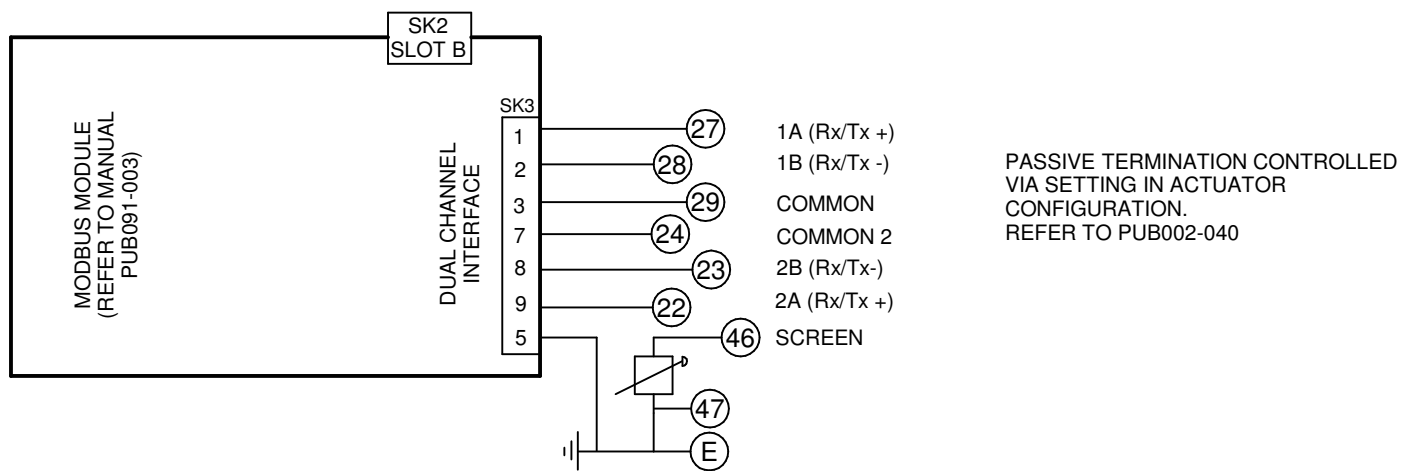 SK2
SLOT B
MODBUS MODULE
(REFER TO MANUAL
PUB091-003)
DUAL CHANNEL
INTERFACE
SK3
1
27
1A (Rx/Tx +)
2
28
1B (Rx/Tx -)
3
29
COMMON
7
24
COMMON 2
8
23
2B (Rx/Tx-)
9
22
2A (Rx/Tx +)
5
46
SCREEN
47
E
PASSIVE TERMINATION CONTROLLED
VIA SETTING IN ACTUATOR
CONFIGURATION.
REFER TO PUB002-040